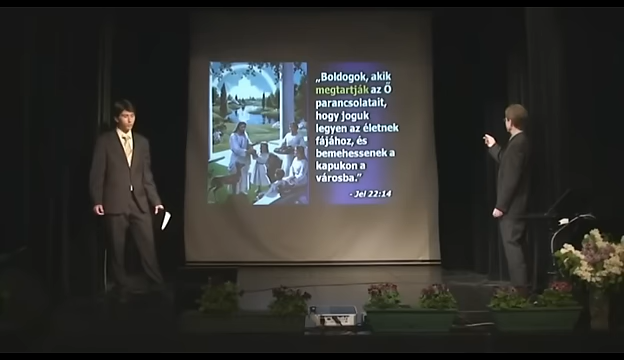 „Boldogok, akik
megtartják az Ő
parancsolatait,
hogy joguk
legyen az életnek
fájához, és
bemehessenek a
kapukon a
városba.”
- Jel 22:14